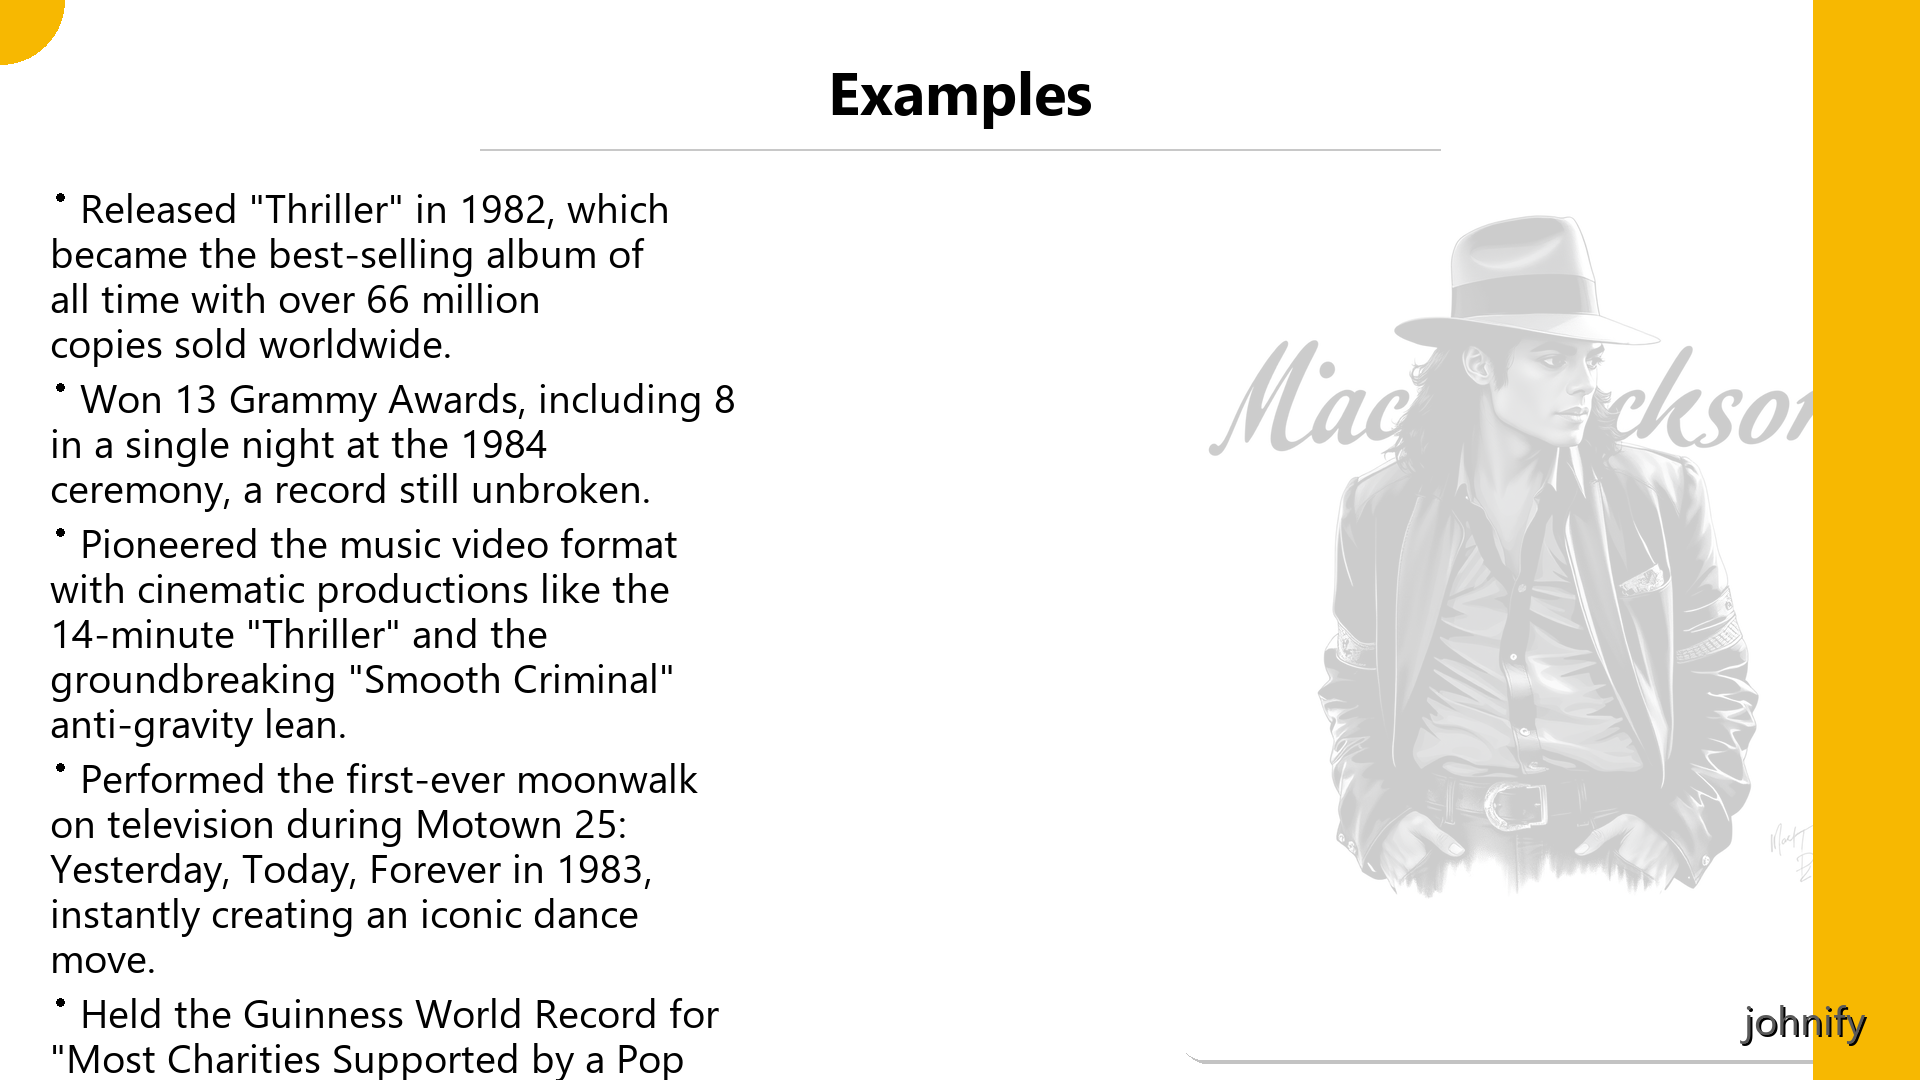 Examples
• Released "Thriller" in 1982, which
became the best-selling album of
all time with over 66 million
copies sold worldwide.
• Won 13 Grammy Awards, including 8
in a single night at the 1984
ceremony, a record still unbroken.
• Pioneered the music video format
with cinematic productions like the
14-minute "Thriller" and the
groundbreaking "Smooth Criminal"
anti-gravity lean.
• Performed the first-ever moonwalk
on television during Motown 25:
Yesterday, Today, Forever in 1983,
instantly creating an iconic dance
move.
• Held the Guinness World Record for
"Most Charities Supported by a Pop
johnify